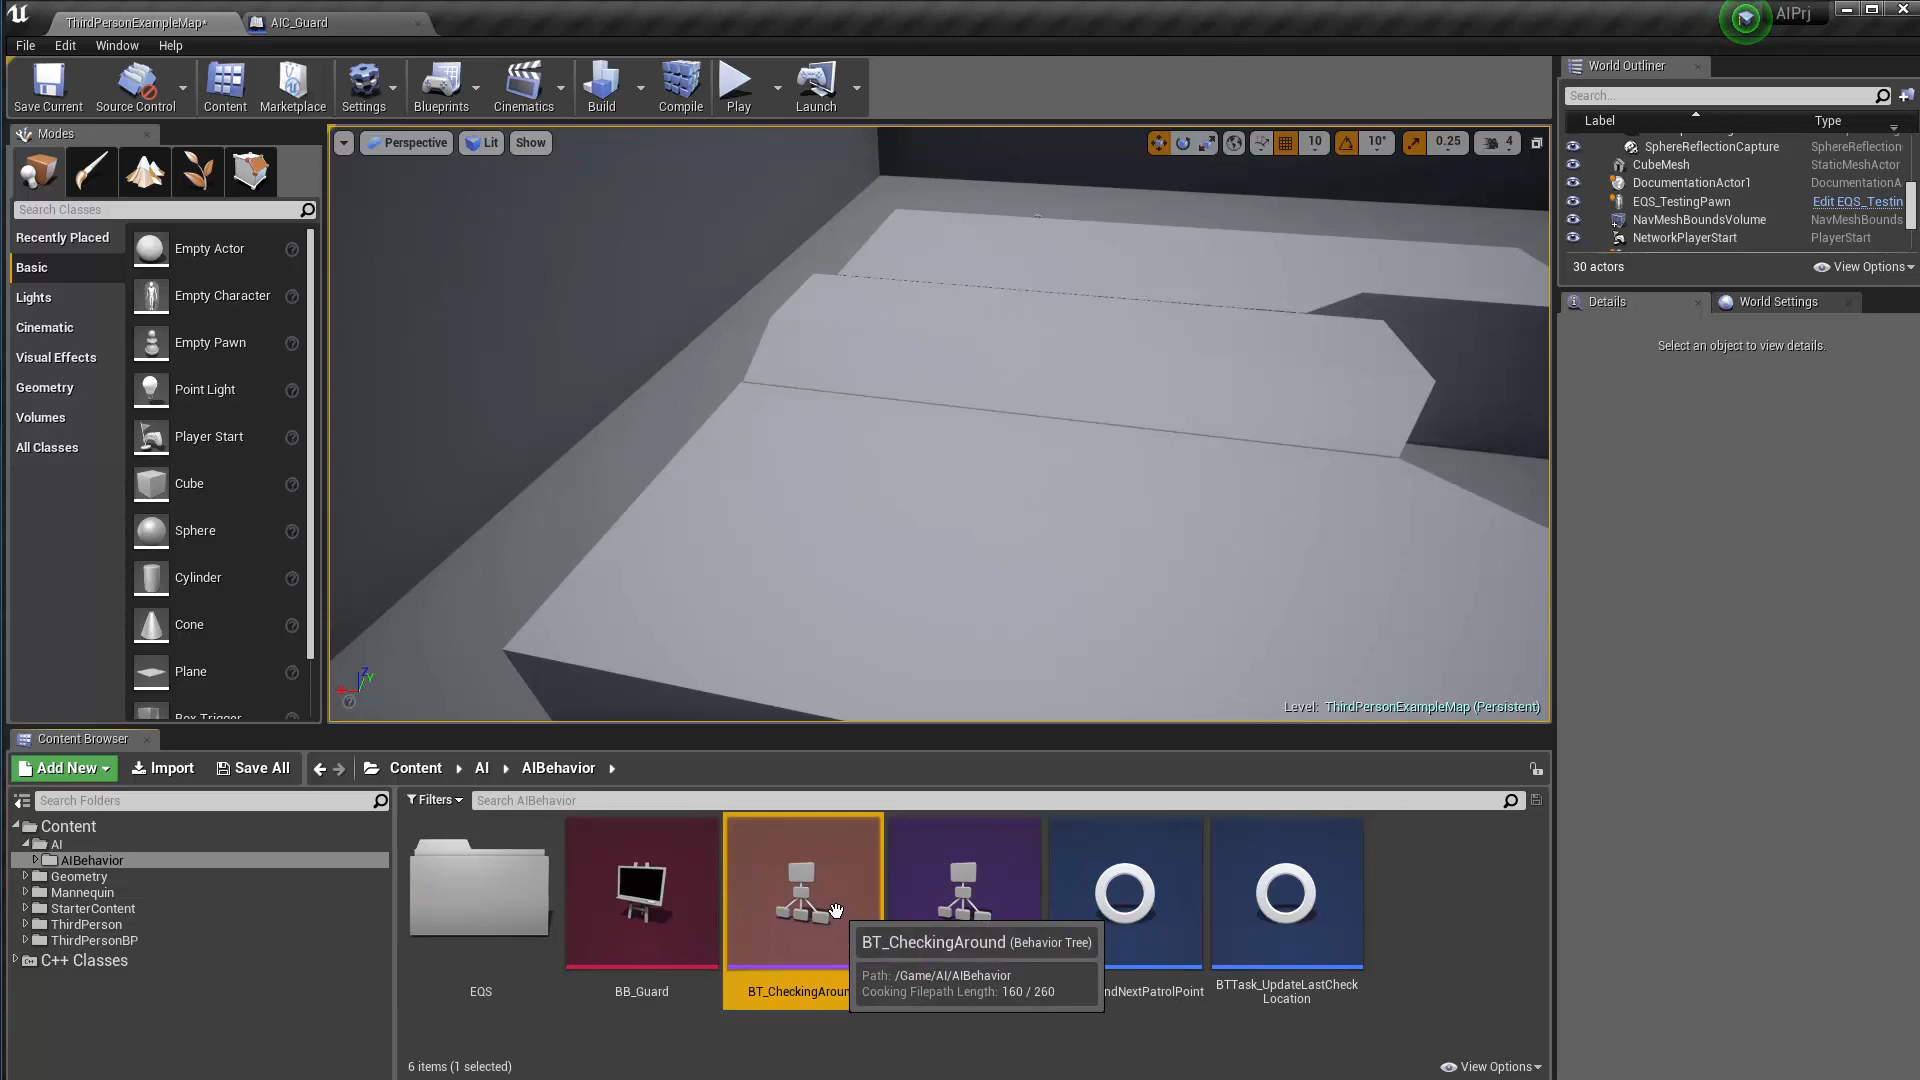 ThirdPersonExampleMap*
AIC_Guard
AIPrj
File Edit Window Help
Save Current
Source Control
Content
Marketplace
Settings
Blueprints
Cinematics
Build
Compile
Play
Launch
Modes
Search Classes
Recently Placed
Basic
Lights
Cinematic
Visual Effects
Geometry
Volumes
All Classes
Empty Actor
Empty Character
Empty Pawn
Point Light
Player Start
Cube
Sphere
Cylinder
Cone
Plane
Box Trigger
Perspective
Lit
Show
10
10°
0.25
4
Level: ThirdPersonExampleMap (Persistent)
World Outliner
Search...
Label Type
SphereReflectionCapture SphereReflection
CubeMesh StaticMeshActor
DocumentationActor1 DocumentationA
EQS_TestingPawn Edit EQS_Testin
NavMeshBoundsVolume NavMeshBounds
NetworkPlayerStart PlayerStart
30 actors
View Options
Details
World Settings
Select an object to view details.
Content Browser
Add New
Import
Save All
Content
AI
AIBehavior
Search Folders
Content
AI
AIBehavior
Geometry
Mannequin
StarterContent
ThirdPerson
ThirdPersonBP
C++ Classes
Filters
Search AIBehavior
EQS
BB_Guard
BT_CheckingAroun
ndNextPatrolPoint
BTTask_UpdateLastCheck
Location
BT_CheckingAround (Behavior Tree)
Path: /Game/AI/AIBehavior
Cooking Filepath Length: 160 / 260
6 items (1 selected)
View Options